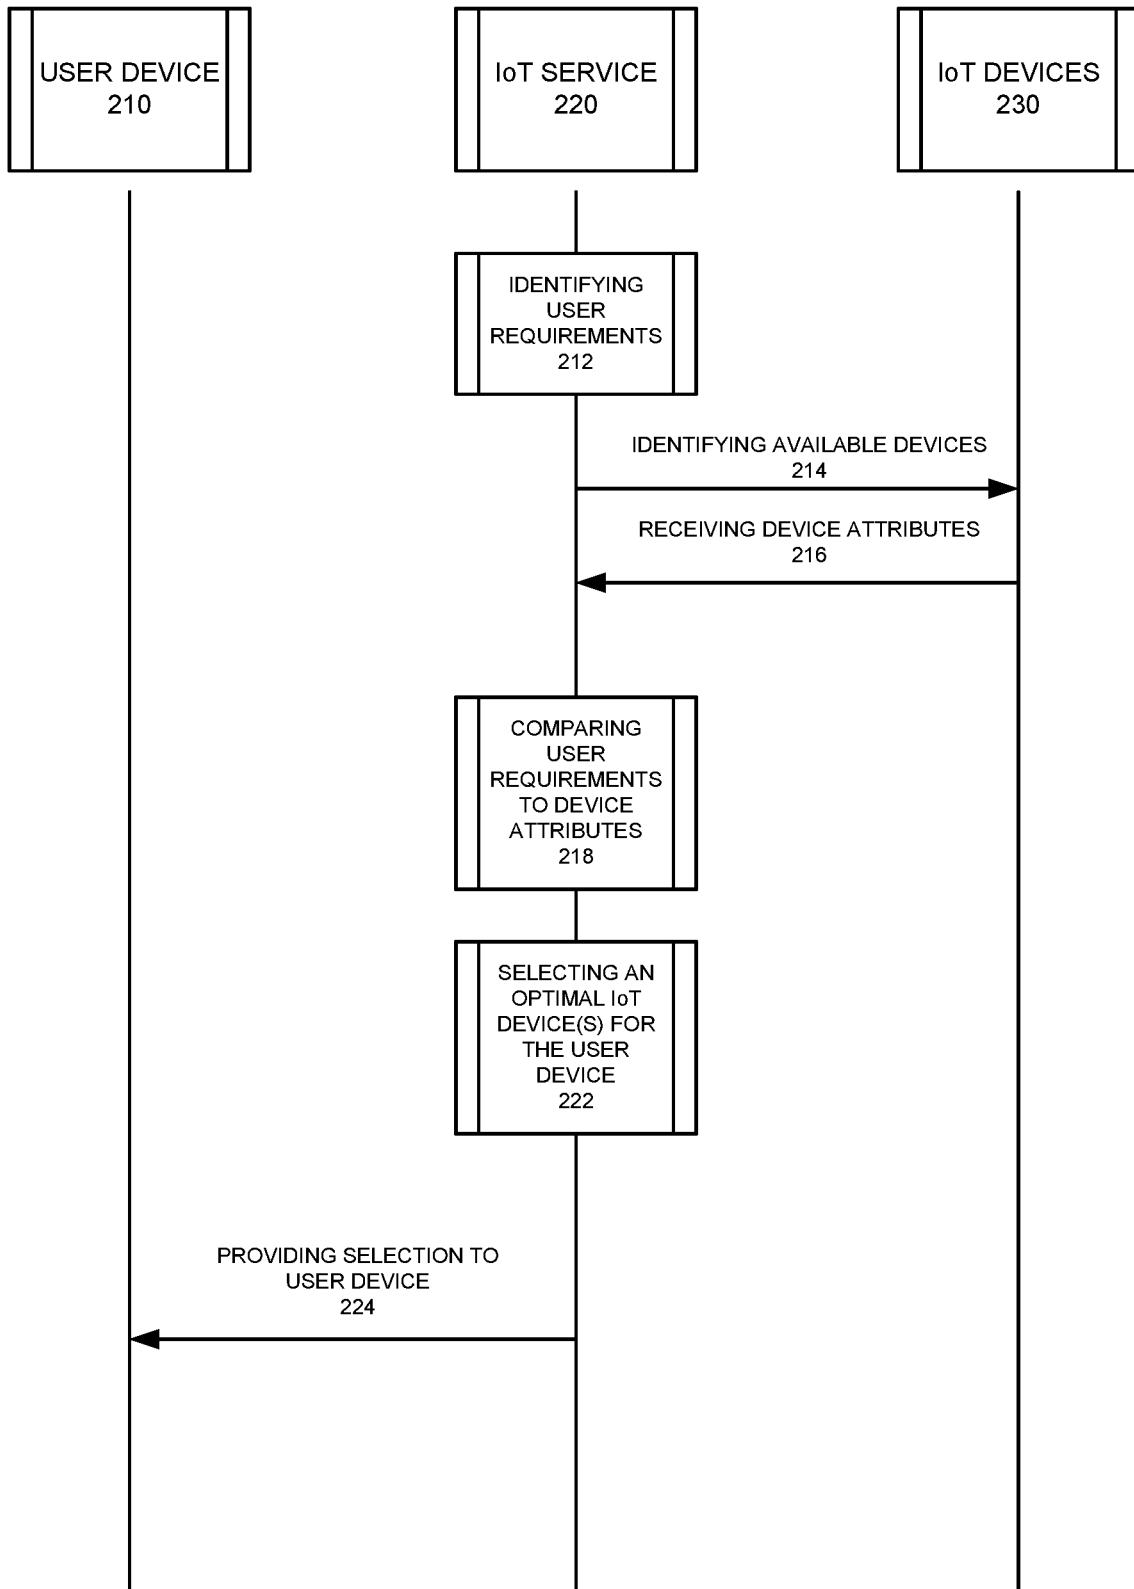 USER DEVICE
210
IoT SERVICE
220
IoT DEVICES
230
IDENTIFYING
USER
REQUIREMENTS
212
IDENTIFYING AVAILABLE DEVICES
214
RECEIVING DEVICE ATTRIBUTES
216
COMPARING
USER
REQUIREMENTS
TO DEVICE
ATTRIBUTES
218
SELECTING AN
OPTIMAL IoT
DEVICE(S) FOR
THE USER
DEVICE
222
PROVIDING SELECTION TO
USER DEVICE
224